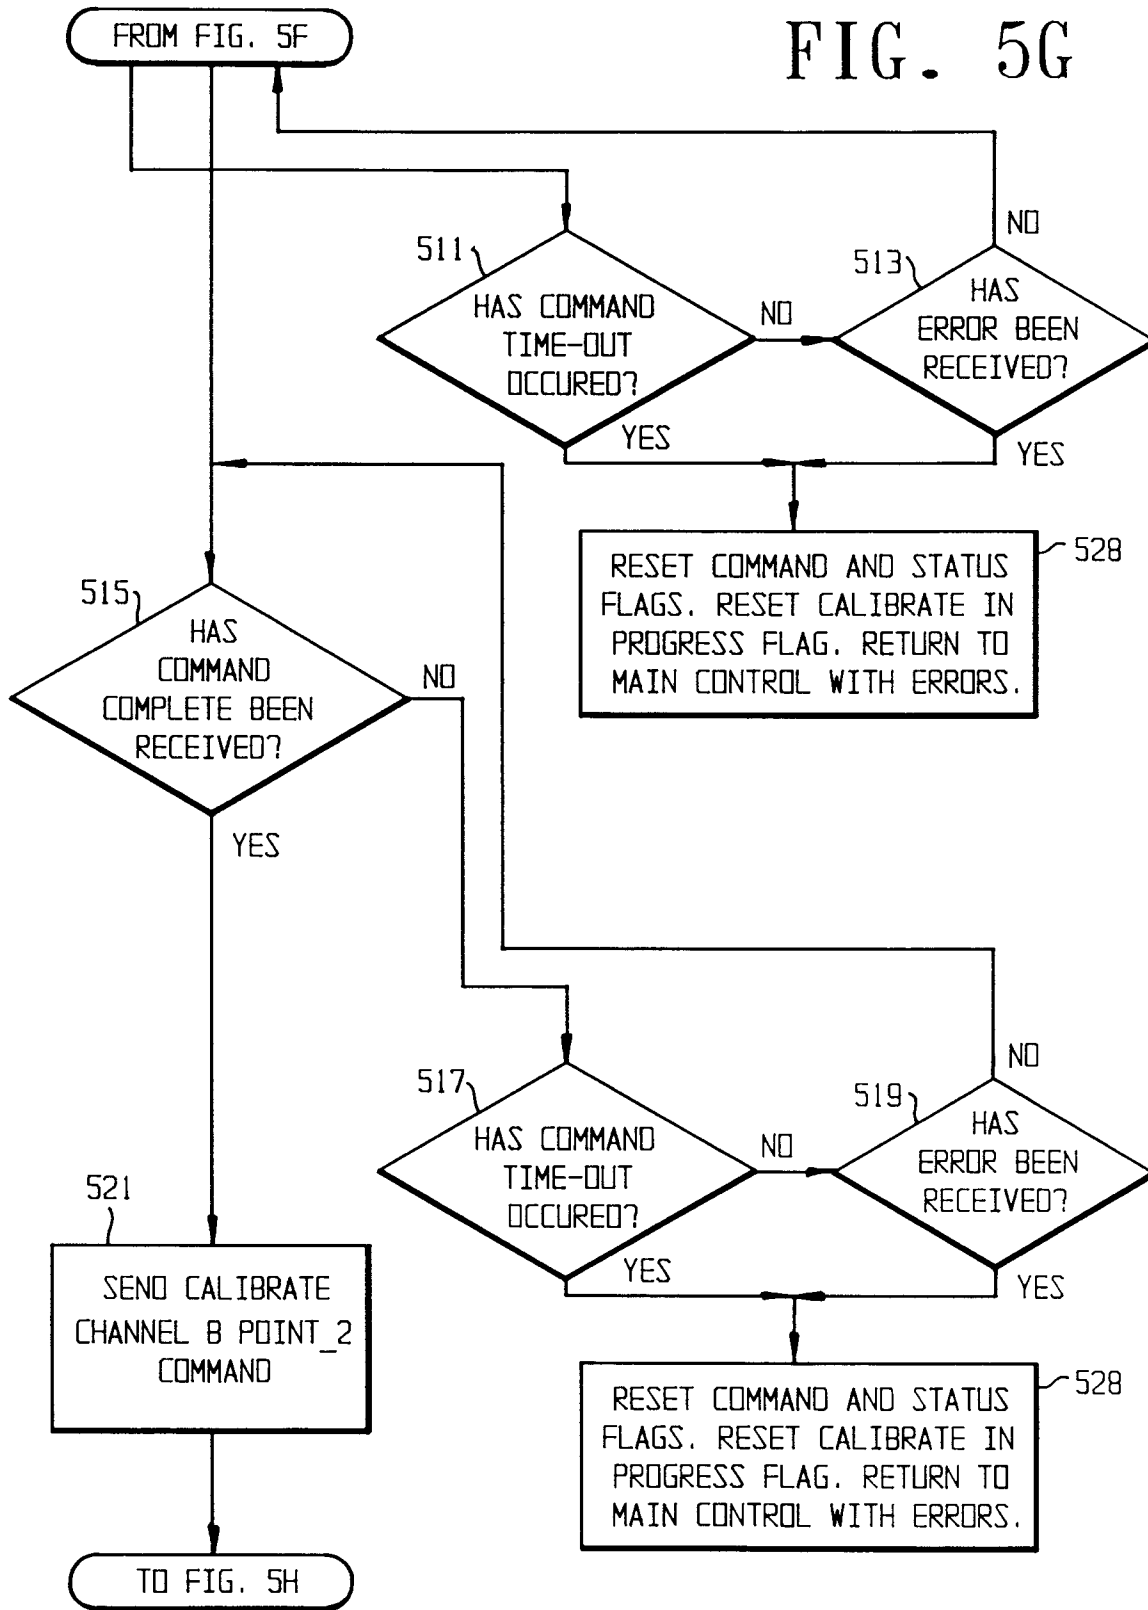 FROM FIG. 5F
FIG. 5G
511
HAS COMMAND
TIME-OUT
OCCURED?
NO
YES
513
HAS
ERROR BEEN
RECEIVED?
NO
YES
528
RESET COMMAND AND STATUS
FLAGS. RESET CALIBRATE IN
PROGRESS FLAG. RETURN TO
MAIN CONTROL WITH ERRORS.
515
HAS
COMMAND
COMPLETE BEEN
RECEIVED?
NO
YES
517
HAS COMMAND
TIME-OUT
OCCURED?
NO
YES
519
HAS
ERROR BEEN
RECEIVED?
NO
YES
521
SEND CALIBRATE
CHANNEL B POINT_2
COMMAND
528
RESET COMMAND AND STATUS
FLAGS. RESET CALIBRATE IN
PROGRESS FLAG. RETURN TO
MAIN CONTROL WITH ERRORS.
TO FIG. 5H